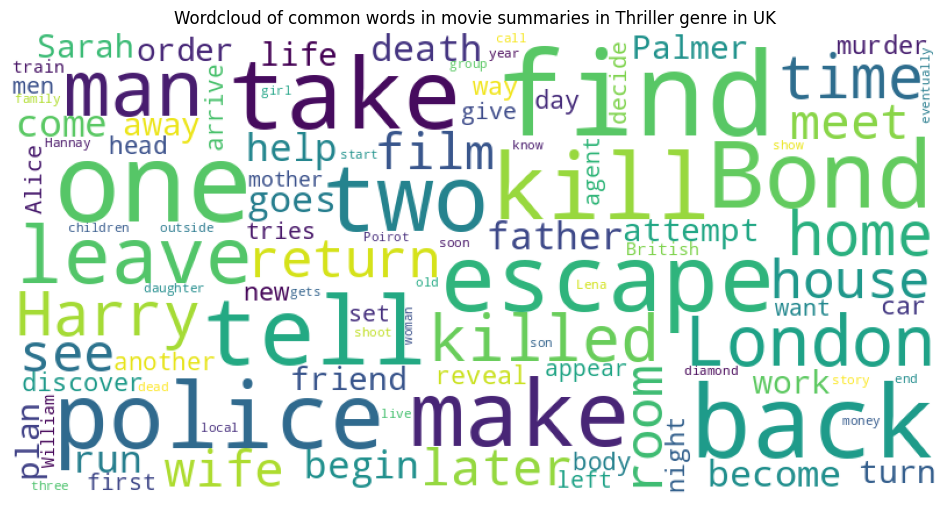 Wordcloud of common words in movie summaries in Thriller genre in UK
Sarah order life death call year Palmer murder
train man take group find time
men girl way decide
family arrive give day eventually
come away meet
Hannay head help start film know show
Alice one mother two kill agent Bond
goes
children outside tries Poirot soon father attempt home
leave return British
daughter new gets old escape Lena house
Harry tell set woman want car
shoot killed son London
see another
discover dead friend reveal appear diamond work story end
plan William police live make room back money
local
run wife begin later body night become turn
three first left